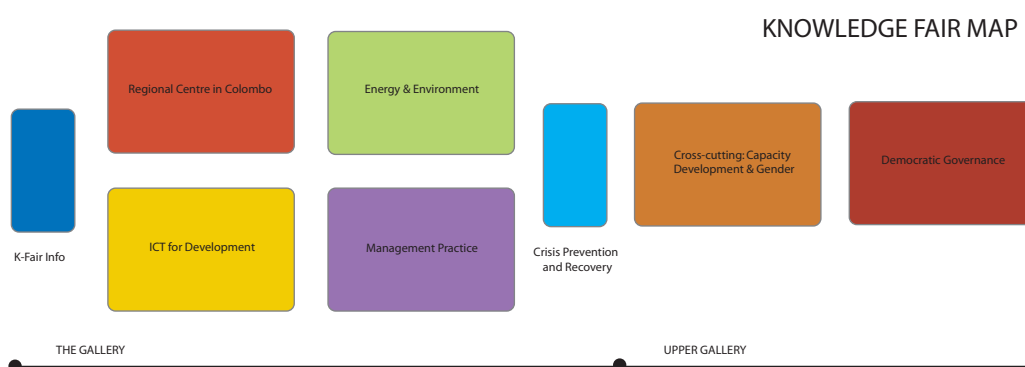 KNOWLEDGE FAIR MAP
Regional Centre in Colombo
Energy & Environment
Cross-cutting: Capacity
Development & Gender
Democratic Governance
ICT for Development
Management Practice
K-Fair Info
Crisis Prevention
and Recovery
THE GALLERY
UPPER GALLERY